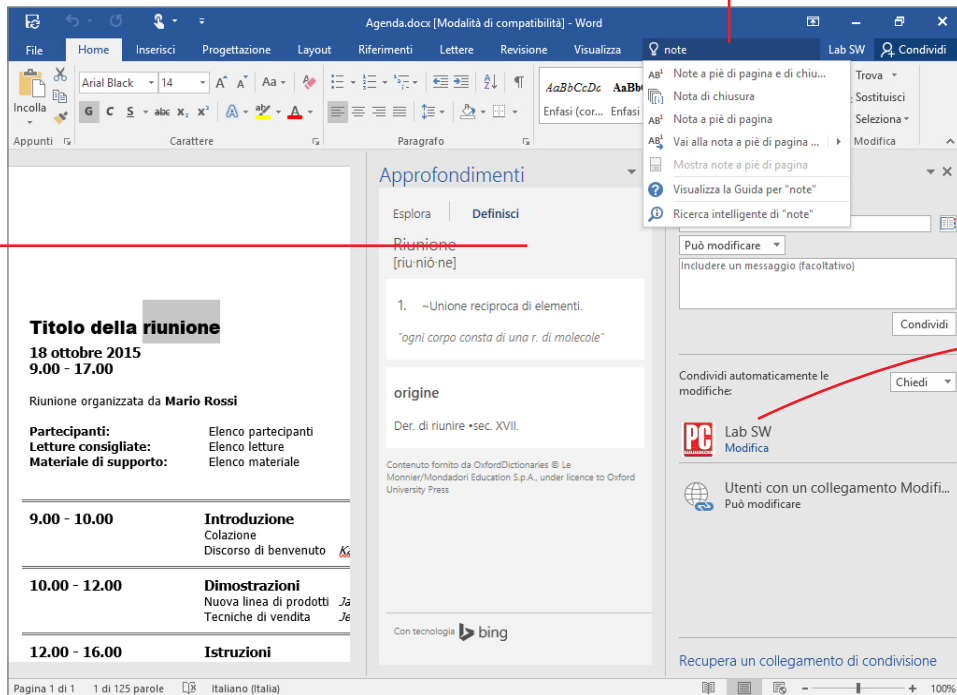 Agenda.docx [Modalità di compatibilità] - Word
File Home Inserisci Progettazione Layout Riferimenti Lettere Revisione Visualizza note Lab SW Condividi
Incolla
Appunti
Arial Black 14 A A Aa
G C S abc X₂ X² A aby A
Carattere
Paragrafo
AaBbCcDc AaBb
Enfasi (cor... Enfasi
Trova
Sostituisci
Seleziona
Modifica
Note a piè di pagina e di chiu...
Nota di chiusura
Nota a piè di pagina
Vai alla nota a piè di pagina ...
Mostra note a piè di pagina
Visualizza la Guida per "note"
Ricerca intelligente di "note"
Titolo della riunione
18 ottobre 2015
9.00 - 17.00
Riunione organizzata da Mario Rossi
Partecipanti: Elenco partecipanti
Letture consigliate: Elenco letture
Materiale di supporto: Elenco materiale
9.00 - 10.00 Introduzione
Colazione
Discorso di benvenuto
10.00 - 12.00 Dimostrazioni
Nuova linea di prodotti
Tecniche di vendita
12.00 - 16.00 Istruzioni
Approfondimenti
Esplora Definisci
Riunione
[riu·nió·ne]
1. ~Unione reciproca di elementi.
"ogni corpo consta di una r. di molecole"
origine
Der. di riunire •sec. XVII.
Contenuto fornito da OxfordDictionaries © Le
Monnier/Mondadori Education S.p.A., under licence to Oxford
University Press
Con tecnologia bing
Può modificare
Includere un messaggio (facoltativo)
Condividi
Condividi automaticamente le
modifiche:
Chiedi
PC
Lab SW
Modifica
Utenti con un collegamento Modifi...
Può modificare
Recupera un collegamento di condivisione
Pagina 1 di 1 1 di 125 parole Italiano (Italia) 100%